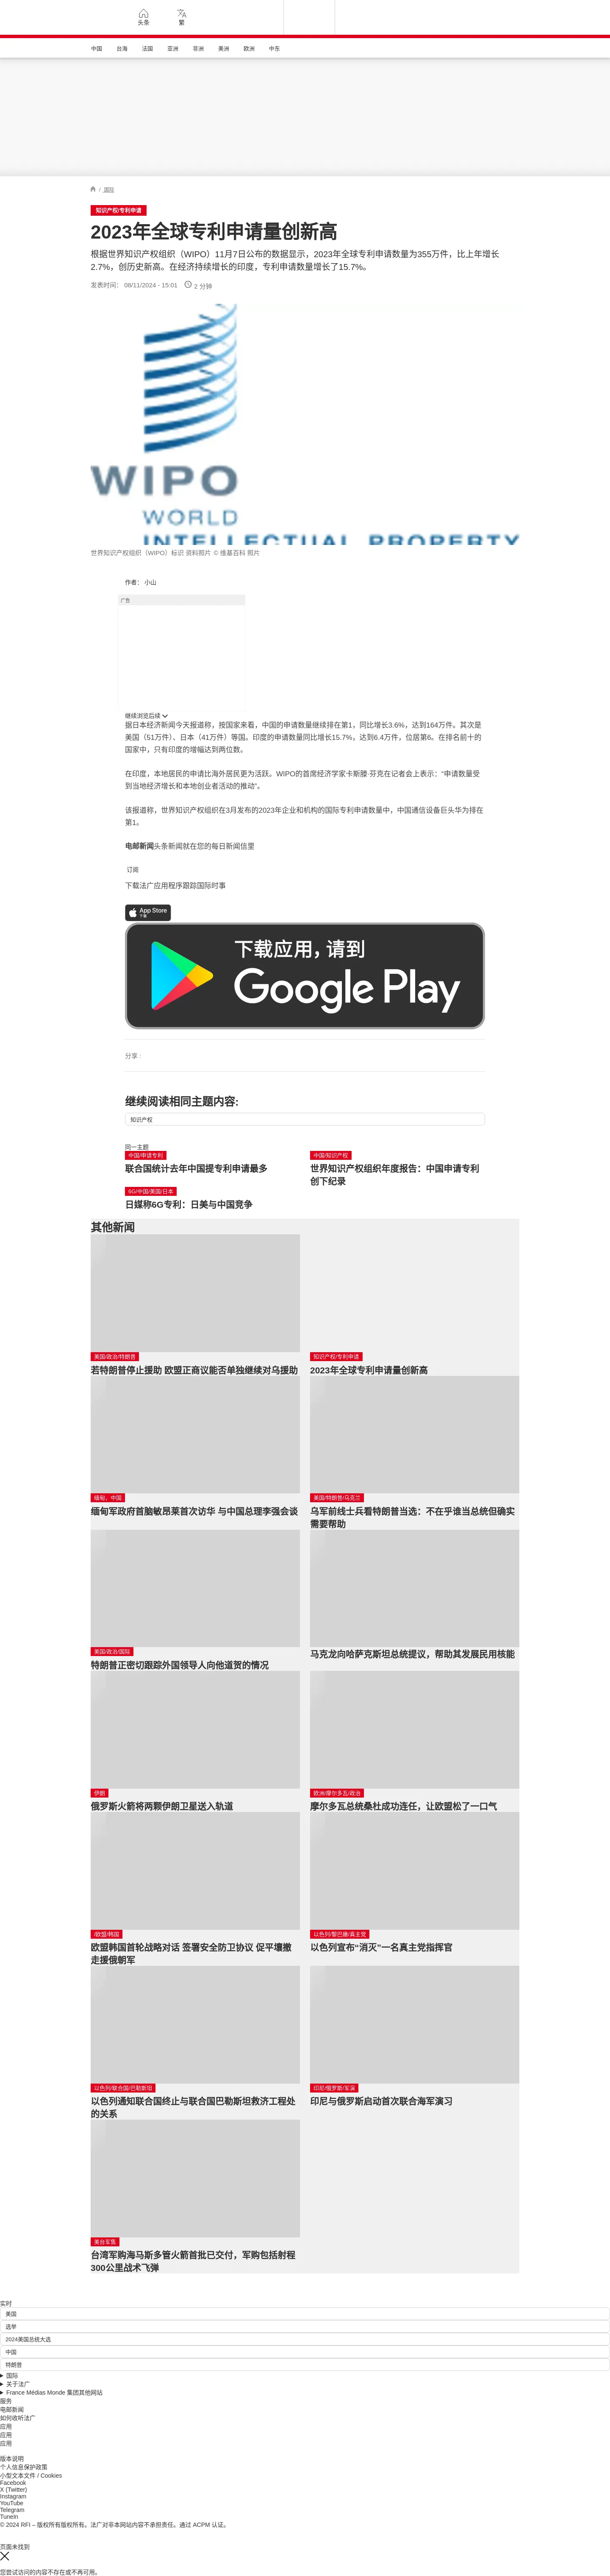 头条
繁
中国 台海 法国 亚洲 非洲 美洲 欧洲 中东
/ 国际
知识产权/专利申请
2023年全球专利申请量创新高
根据世界知识产权组织（WIPO）11月7日公布的数据显示，2023年全球专利申请数量为355万件，比上年增长
2.7%，创历史新高。在经济持续增长的印度，专利申请数量增长了15.7%。
发表时间： 08/11/2024 - 15:01 2 分钟
WIPO
WORLD
INTELLECTUAL PROPERTY
世界知识产权组织（WIPO）标识 资料照片 © 维基百科 照片
作者： 小山
广告
继续浏览后续
据日本经济新闻今天报道称，按国家来看，中国的申请数量继续排在第1，同比增长3.6%，达到164万件。其次是
美国（51万件）、日本（41万件）等国。印度的申请数量同比增长15.7%，达到6.4万件，位居第6。在排名前十的
国家中，只有印度的增幅达到两位数。
在印度，本地居民的申请比海外居民更为活跃。WIPO的首席经济学家卡斯滕·芬克在记者会上表示：“申请数量受
到当地经济增长和本地创业者活动的推动”。
该报道称，世界知识产权组织在3月发布的2023年企业和机构的国际专利申请数量中，中国通信设备巨头华为排在
第1。
电邮新闻头条新闻就在您的每日新闻信里
订阅
下载法广应用程序跟踪国际时事
App Store
下载
下载应用，请到
Google Play
分享 :
继续阅读相同主题内容:
知识产权
同一主题
中国/申请专利
联合国统计去年中国提专利申请最多
中国/知识产权
世界知识产权组织年度报告：中国申请专利
创下纪录
6G/中国/美国/日本
日媒称6G专利：日美与中国竞争
其他新闻
美国/政治/特朗普
若特朗普停止援助 欧盟正商议能否单独继续对乌援助
知识产权/专利申请
2023年全球专利申请量创新高
缅甸，中国
缅甸军政府首脑敏昂莱首次访华 与中国总理李强会谈
美国/特朗普/乌克兰
乌军前线士兵看特朗普当选：不在乎谁当总统但确实
需要帮助
美国/政治/国际
特朗普正密切跟踪外国领导人向他道贺的情况
马克龙向哈萨克斯坦总统提议，帮助其发展民用核能
伊朗
俄罗斯火箭将两颗伊朗卫星送入轨道
欧洲/摩尔多瓦/政治
摩尔多瓦总统桑杜成功连任，让欧盟松了一口气
/欧盟/韩国
欧盟韩国首轮战略对话 签署安全防卫协议 促平壤撤
走援俄朝军
以色列/黎巴嫩/真主党
以色列宣布“消灭”一名真主党指挥官
以色列/联合国/巴勒斯坦
以色列通知联合国终止与联合国巴勒斯坦救济工程处
的关系
印尼/俄罗斯/军演
印尼与俄罗斯启动首次联合海军演习
美台军售
台湾军购海马斯多管火箭首批已交付，军购包括射程
300公里战术飞弹
实时
美国
选举
2024美国总统大选
中国
特朗普
国际
关于法广
France Médias Monde 集团其他网站
服务
电邮新闻
如何收听法广
应用
应用
应用
版本说明
个人信息保护政策
小型文本文件 / Cookies
Facebook
X (Twitter)
Instagram
YouTube
Telegram
TuneIn
© 2024 RFI – 版权所有版权所有。法广对非本网站内容不承担责任。通过 ACPM 认证。
页面未找到
您尝试访问的内容不存在或不再可用。